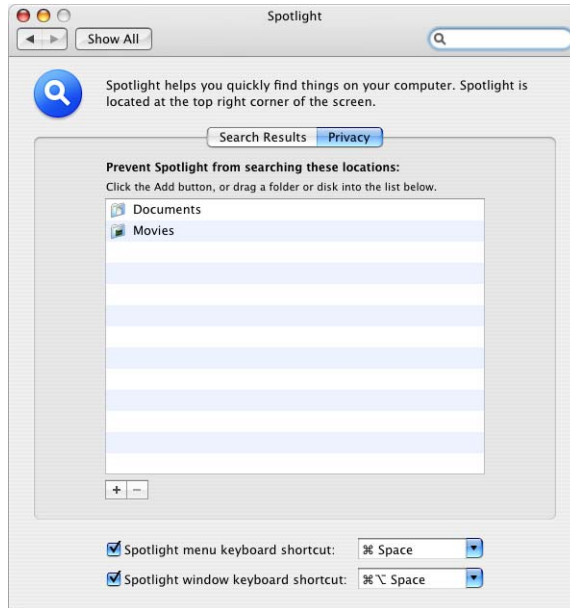 Spotlight
Show All
Spotlight helps you quickly find things on your computer. Spotlight is
located at the top right corner of the screen.
Search Results Privacy
Prevent Spotlight from searching these locations:
Click the Add button, or drag a folder or disk into the list below.
Documents
Movies
+ −
Spotlight menu keyboard shortcut: ⌘ Space
Spotlight window keyboard shortcut: ⌘⌥ Space